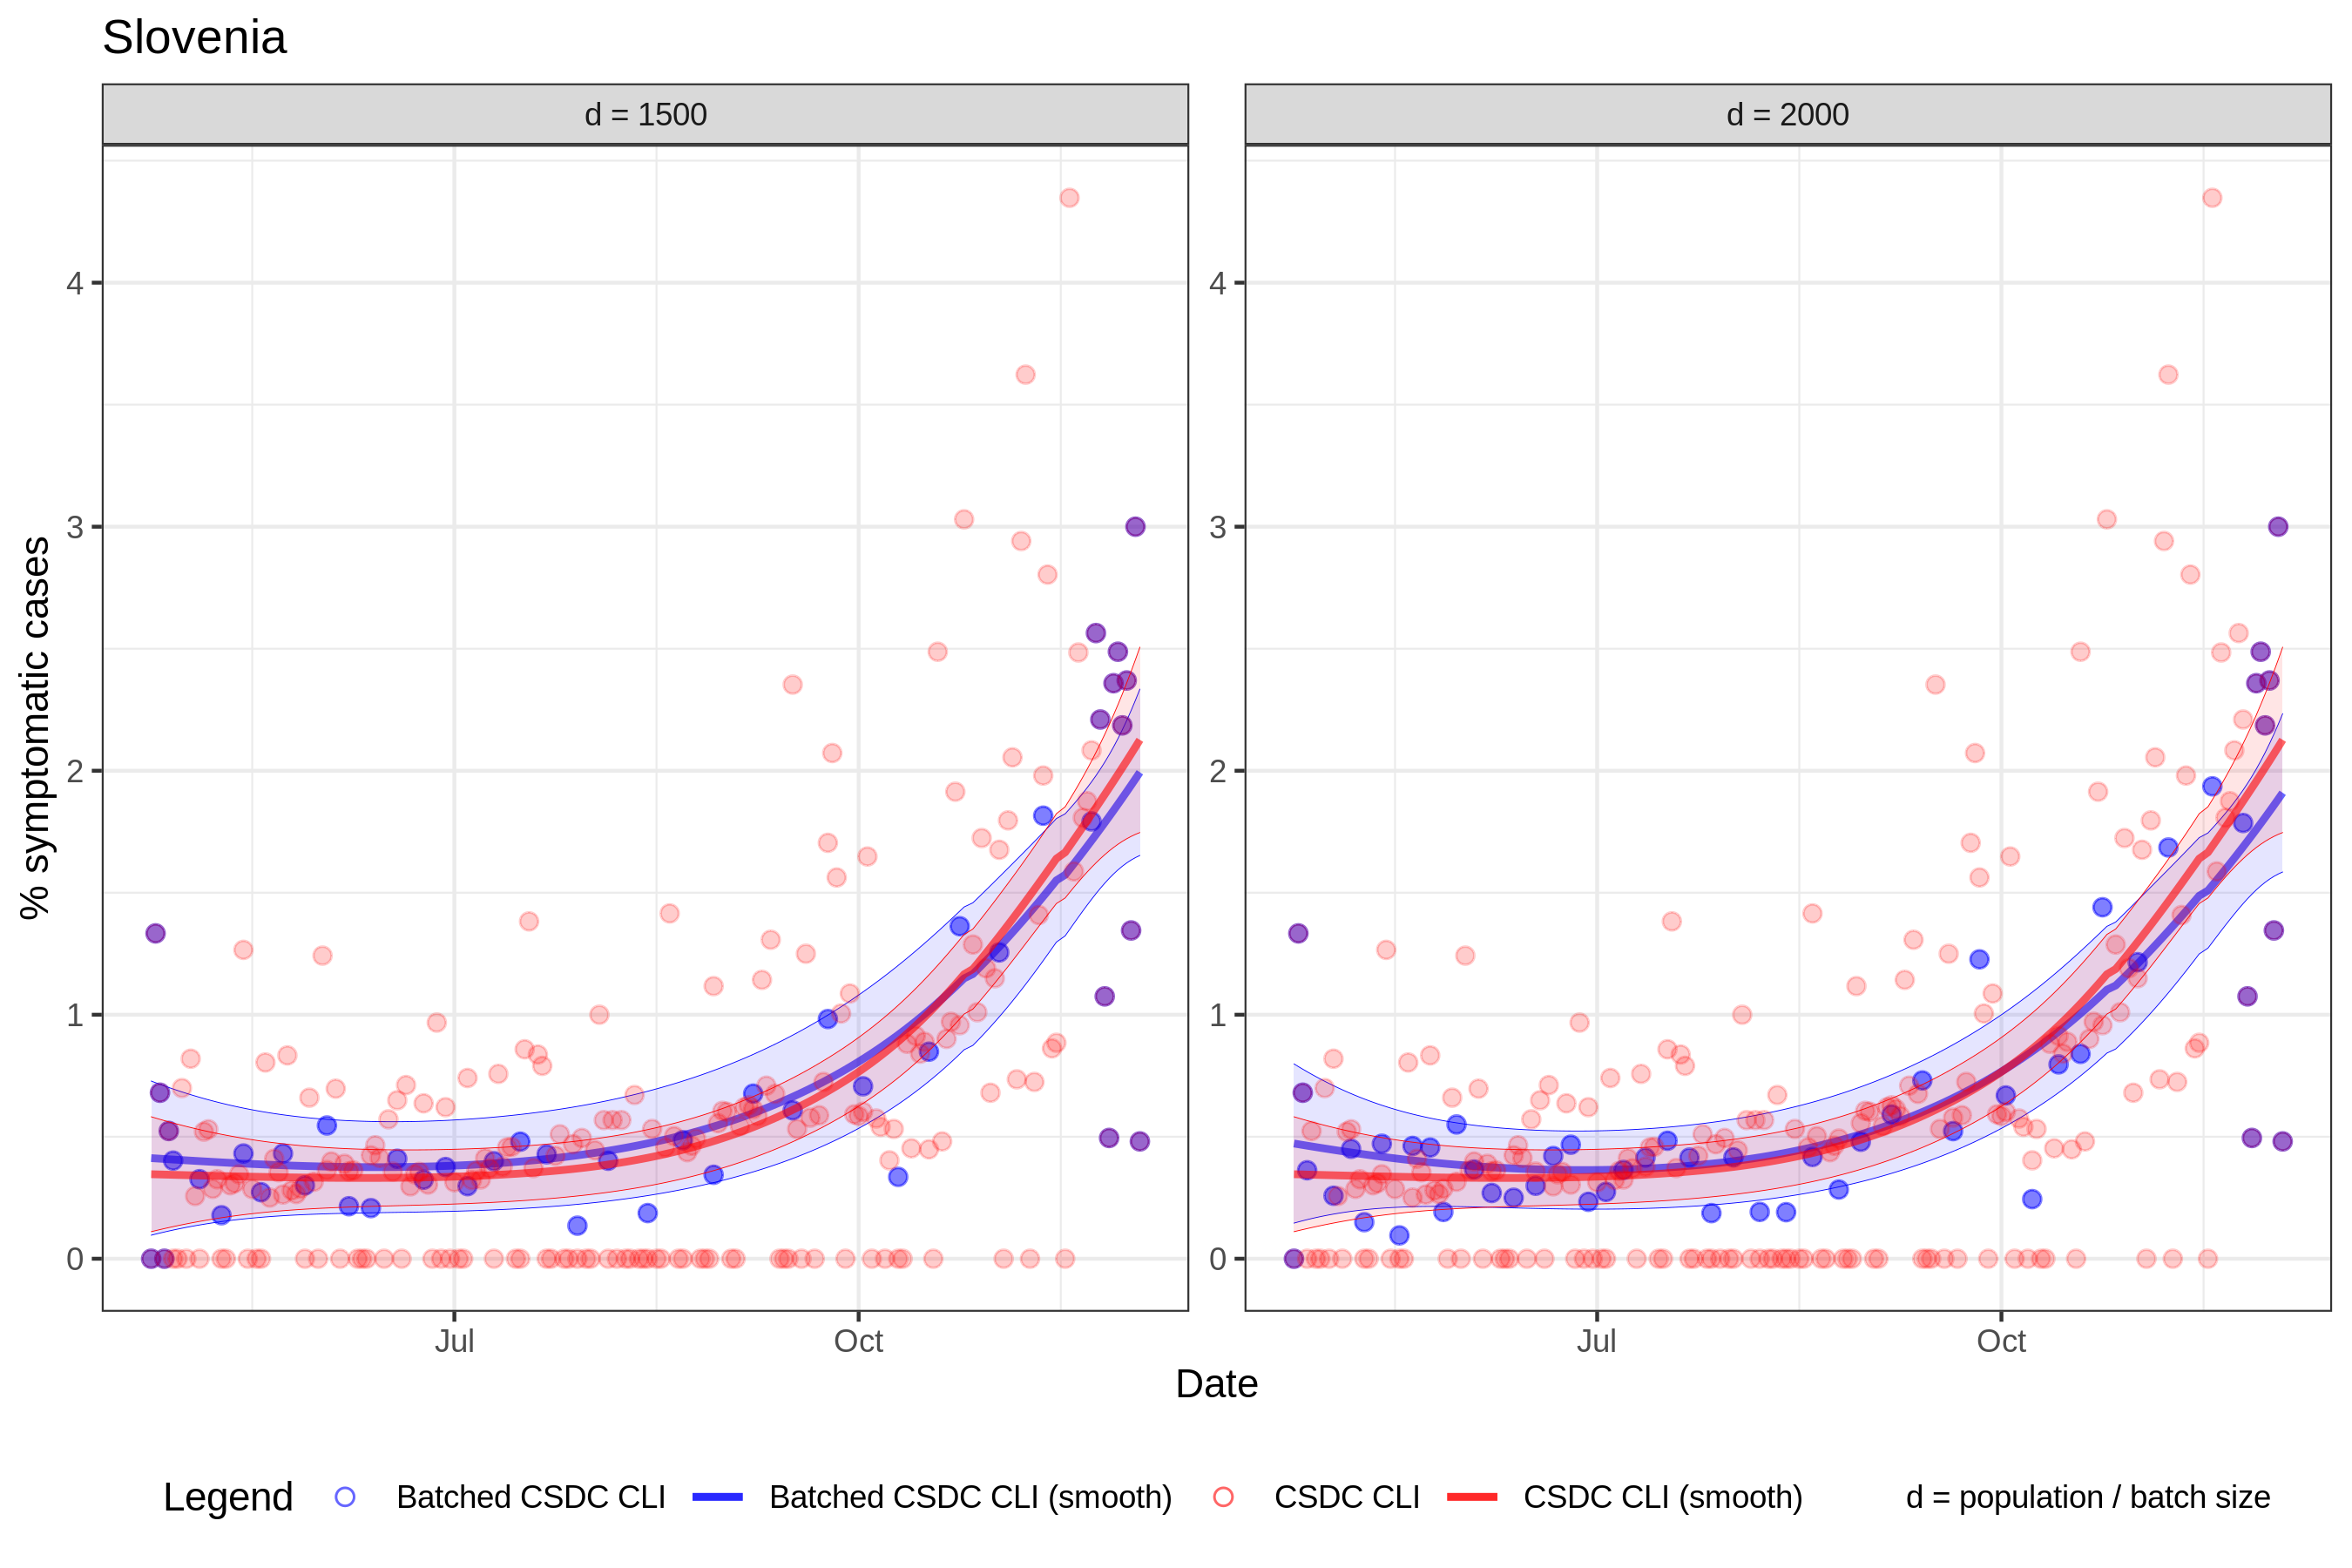 Slovenia
d = 1500
d = 2000
% symptomatic cases
4
3
2
1
0
4
3
2
1
0
Jul
Oct
Jul
Oct
Date
Legend
Batched CSDC CLI
Batched CSDC CLI (smooth)
CSDC CLI
CSDC CLI (smooth)
d = population / batch size